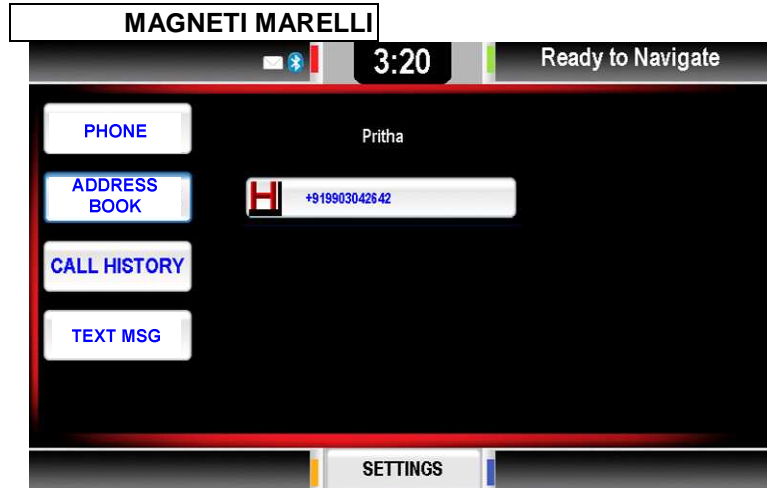 MAGNETI MARELLI
3:20
Ready to Navigate
PHONE
Pritha
ADDRESS
BOOK
H
+919903042642
CALL HISTORY
TEXT MSG
SETTINGS